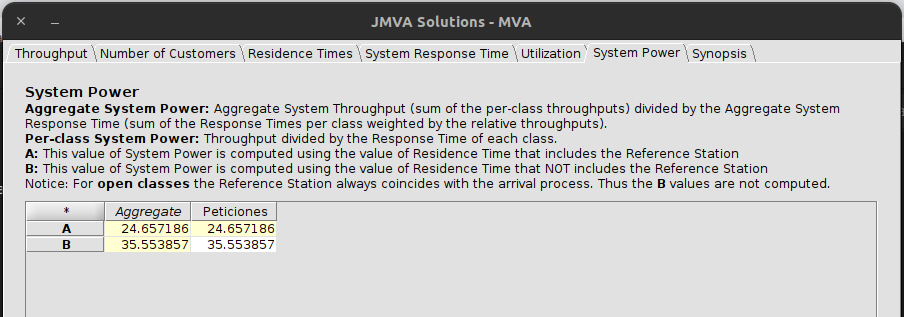 JMVA Solutions - MVA
Throughput Number of Customers Residence Times System Response Time Utilization System Power Synopsis
System Power
Aggregate System Power: Aggregate System Throughput (sum of the per-class throughputs) divided by the Aggregate System
Response Time (sum of the Response Times per class weighted by the relative throughputs).
Per-class System Power: Throughput divided by the Response Time of each class.
A: This value of System Power is computed using the value of Residence Time that includes the Reference Station
B: This value of System Power is computed using the value of Residence Time that NOT includes the Reference Station
Notice: For open classes the Reference Station always coincides with the arrival process. Thus the B values are not computed.
* Aggregate Peticiones
A 24.657186 24.657186
B 35.553857 35.553857